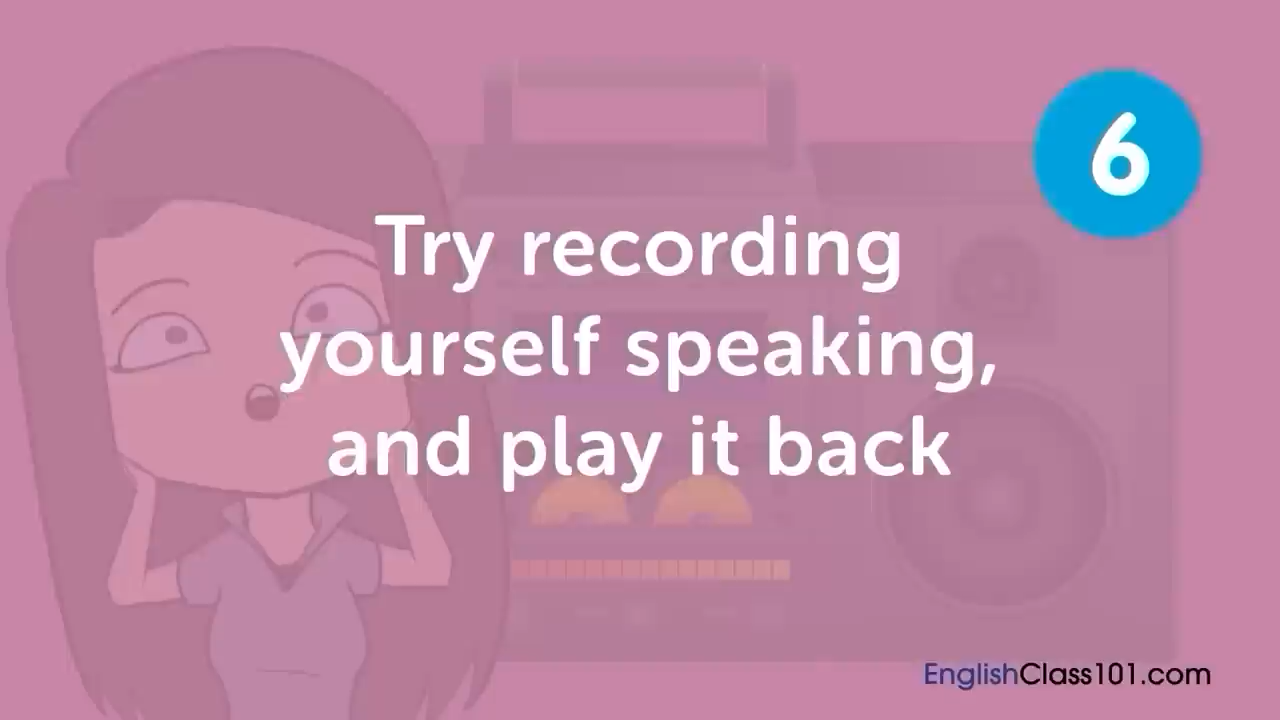 6
Try recording
yourself speaking,
and play it back
EnglishClass101.com